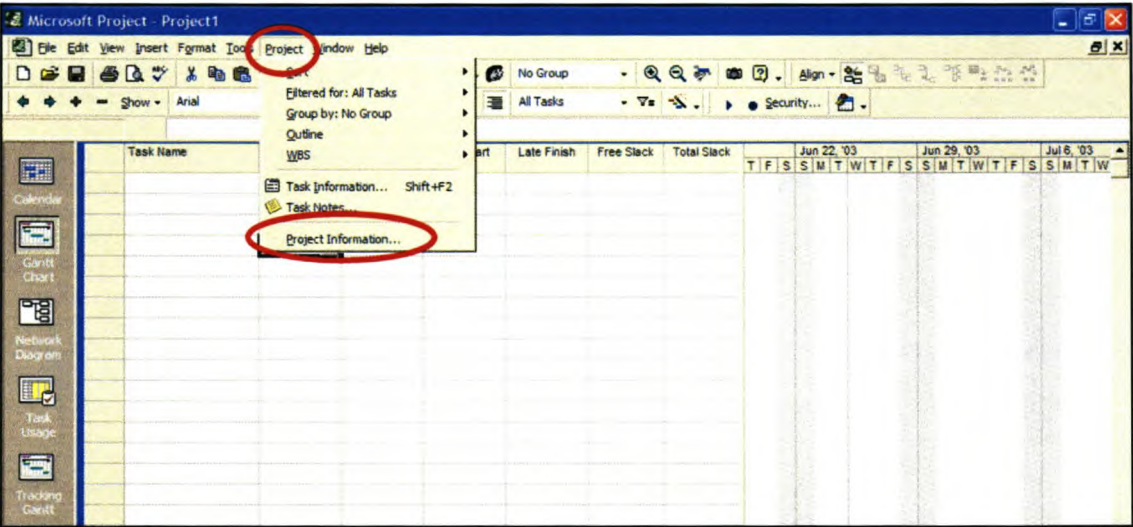 Microsoft Project - Project1
File Edit View Insert Format Tools Project Window Help
No Group Align
Show Arial All Tasks Security...
Sort
Filtered for: All Tasks
Group by: No Group
Outline
WBS
Task Information... Shift+F2
Task Notes...
Project Information...
Task Name Late Finish Free Slack Total Slack Jun 22, '03 Jun 29, '03 Jul 6, '03
T F S S M T W T F S S M T W T F S S M T W
Calendar
Gantt
Chart
Network
Diagram
Task
Usage
Tracking
Gantt